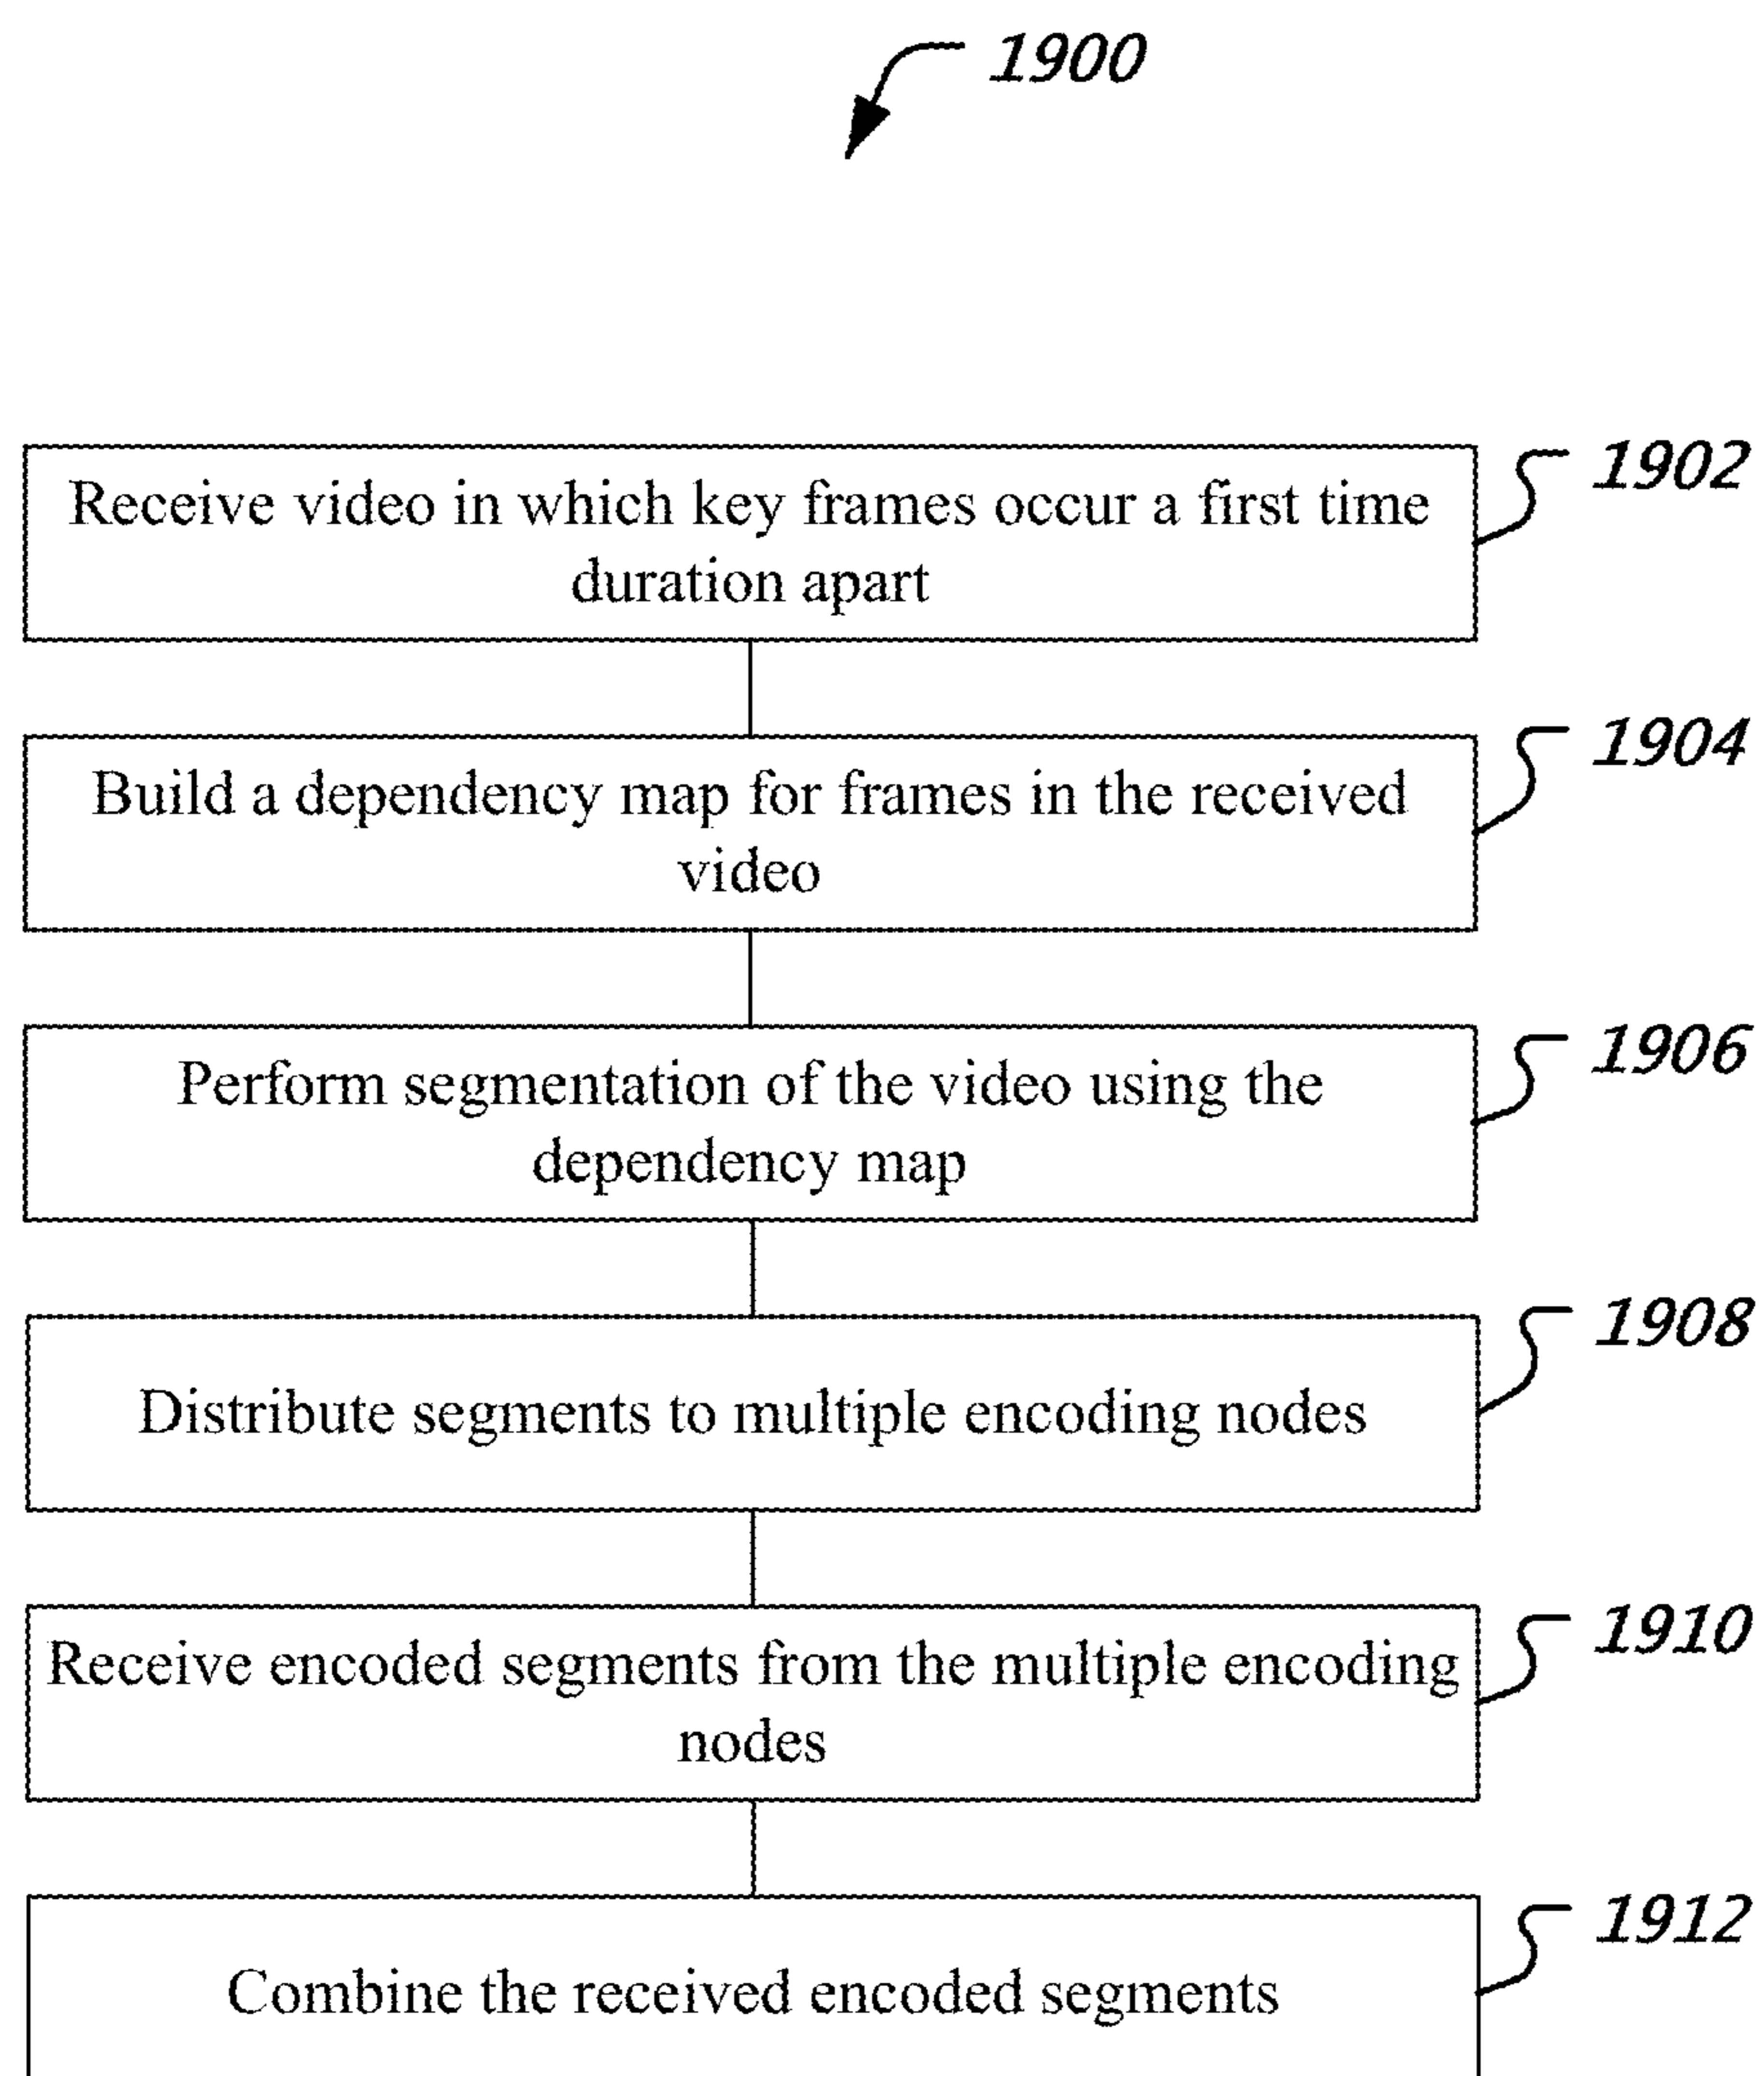 1900
Receive video in which key frames occur a first time
duration apart
1902
Build a dependency map for frames in the received
video
1904
Perform segmentation of the video using the
dependency map
1906
Distribute segments to multiple encoding nodes
1908
Receive encoded segments from the multiple encoding
nodes
1910
Combine the received encoded segments
1912